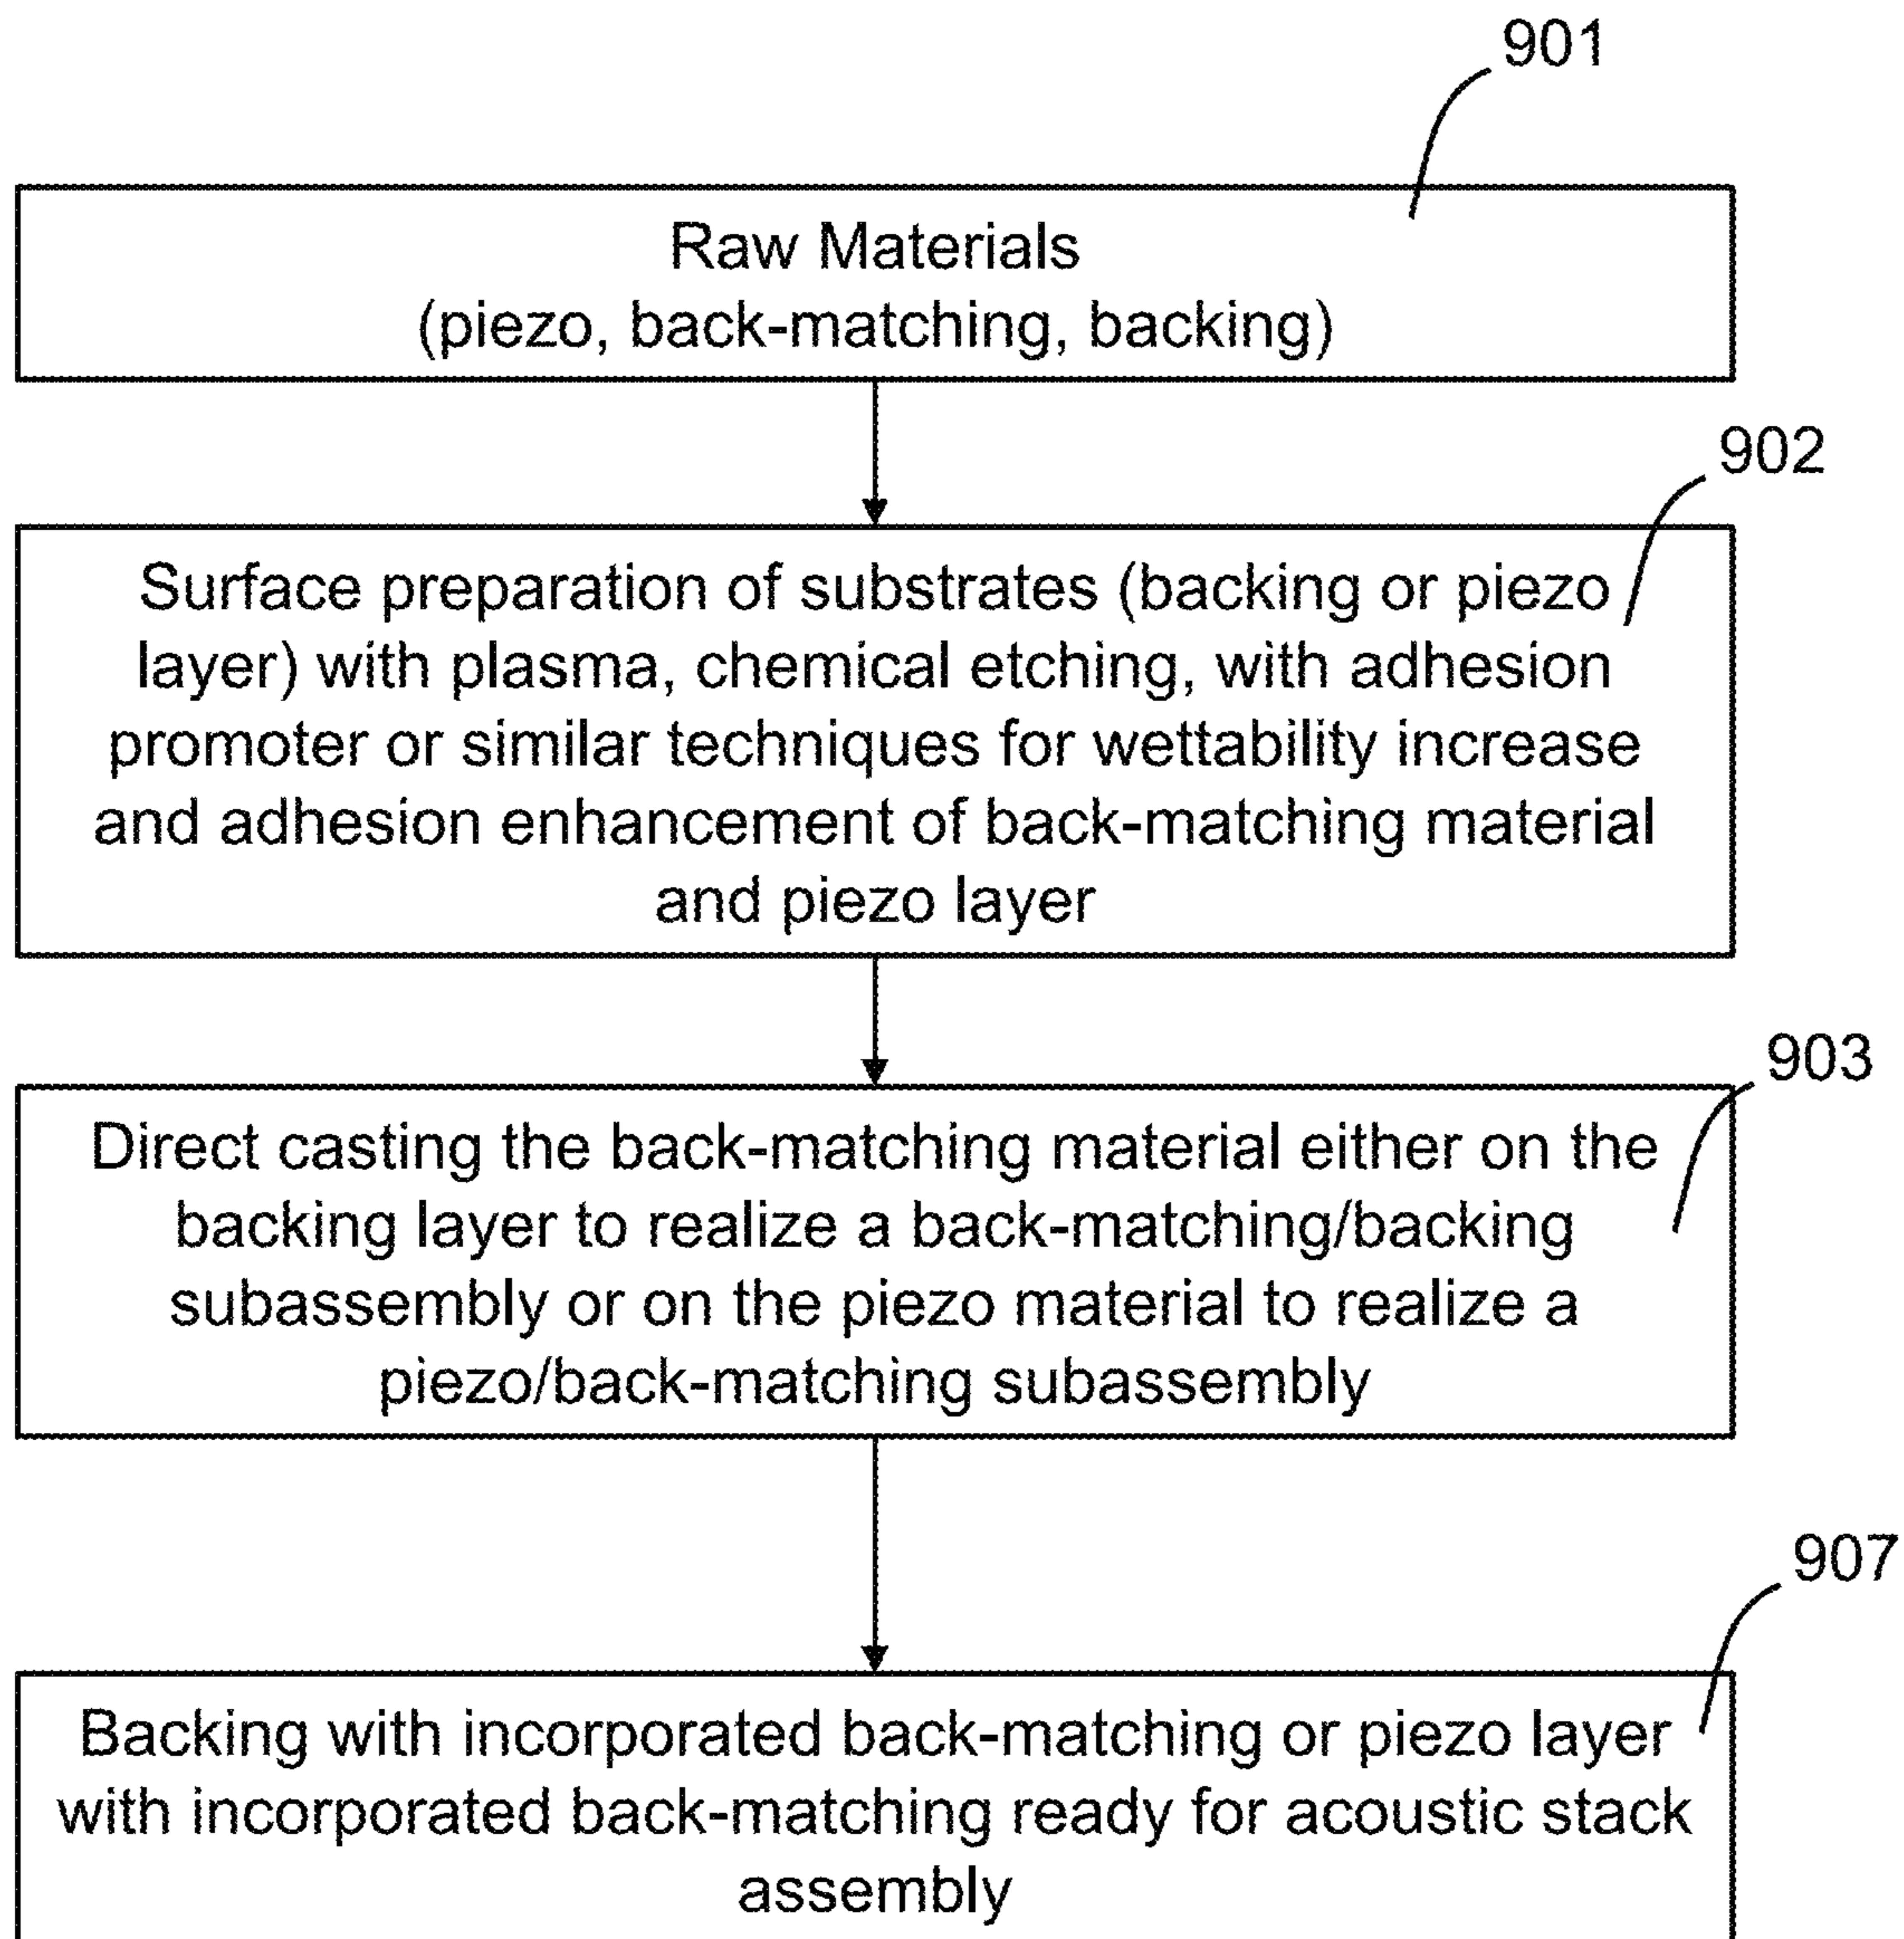 901
Raw Materials
(piezo, back-matching, backing)
902
Surface preparation of substrates (backing or piezo
layer) with plasma, chemical etching, with adhesion
promoter or similar techniques for wettability increase
and adhesion enhancement of back-matching material
and piezo layer
903
Direct casting the back-matching material either on the
backing layer to realize a back-matching/backing
subassembly or on the piezo material to realize a
piezo/back-matching subassembly
907
Backing with incorporated back-matching or piezo layer
with incorporated back-matching ready for acoustic stack
assembly